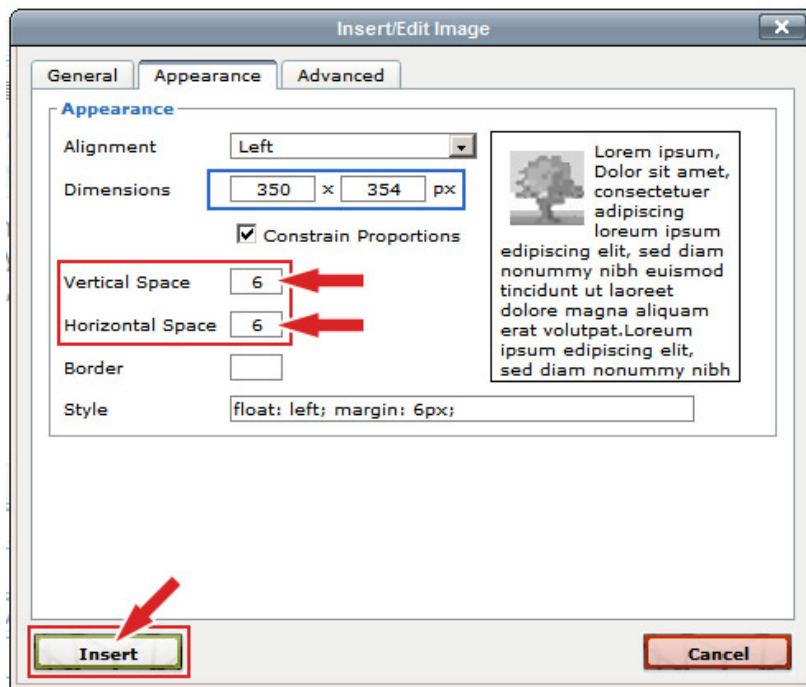 Insert/Edit Image
General Appearance Advanced
Appearance
Alignment Left
Dimensions 350 x 354 px
Constrain Proportions
Vertical Space 6
Horizontal Space 6
Border
Style float: left; margin: 6px;
Lorem ipsum,
Dolor sit amet,
consectetuer
adipiscing
loreum ipsum
edipiscing elit, sed diam
nonummy nibh euismod
tincidunt ut laoreet
dolore magna aliquam
erat volutpat.Loreum
ipsum edipiscing elit,
sed diam nonummy nibh
Insert Cancel